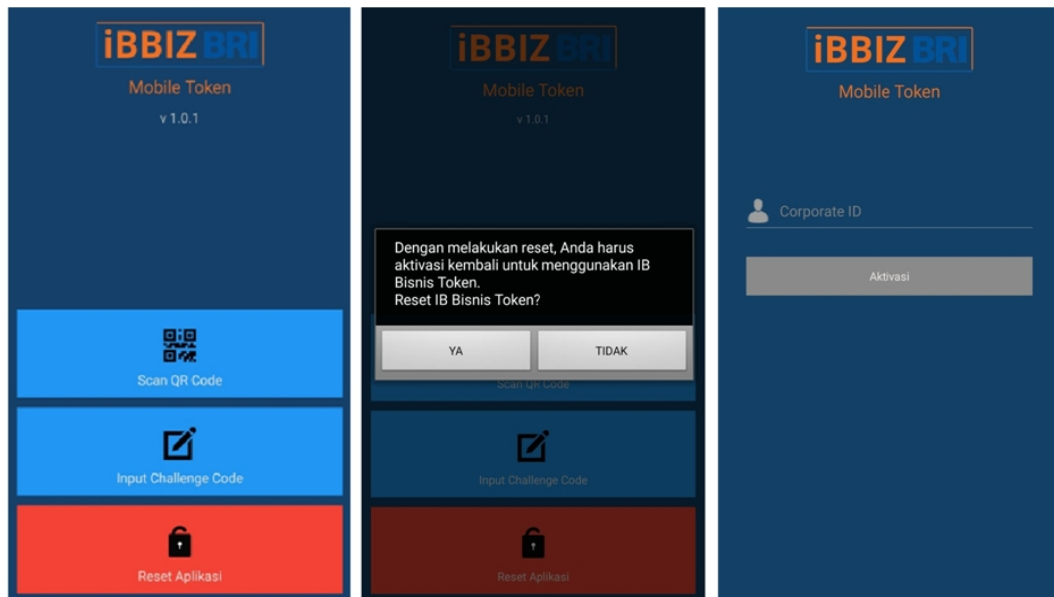 iBBIZ BRI
Mobile Token
v 1.0.1
Scan QR Code
Input Challenge Code
Reset Aplikasi
iBBIZ BRI
Mobile Token
v 1.0.1
Dengan melakukan reset, Anda harus
aktivasi kembali untuk menggunakan IB
Bisnis Token.
Reset IB Bisnis Token?
YA
TIDAK
Scan QR Code
Input Challenge Code
Reset Aplikasi
iBBIZ BRI
Mobile Token
Corporate ID
Aktivasi